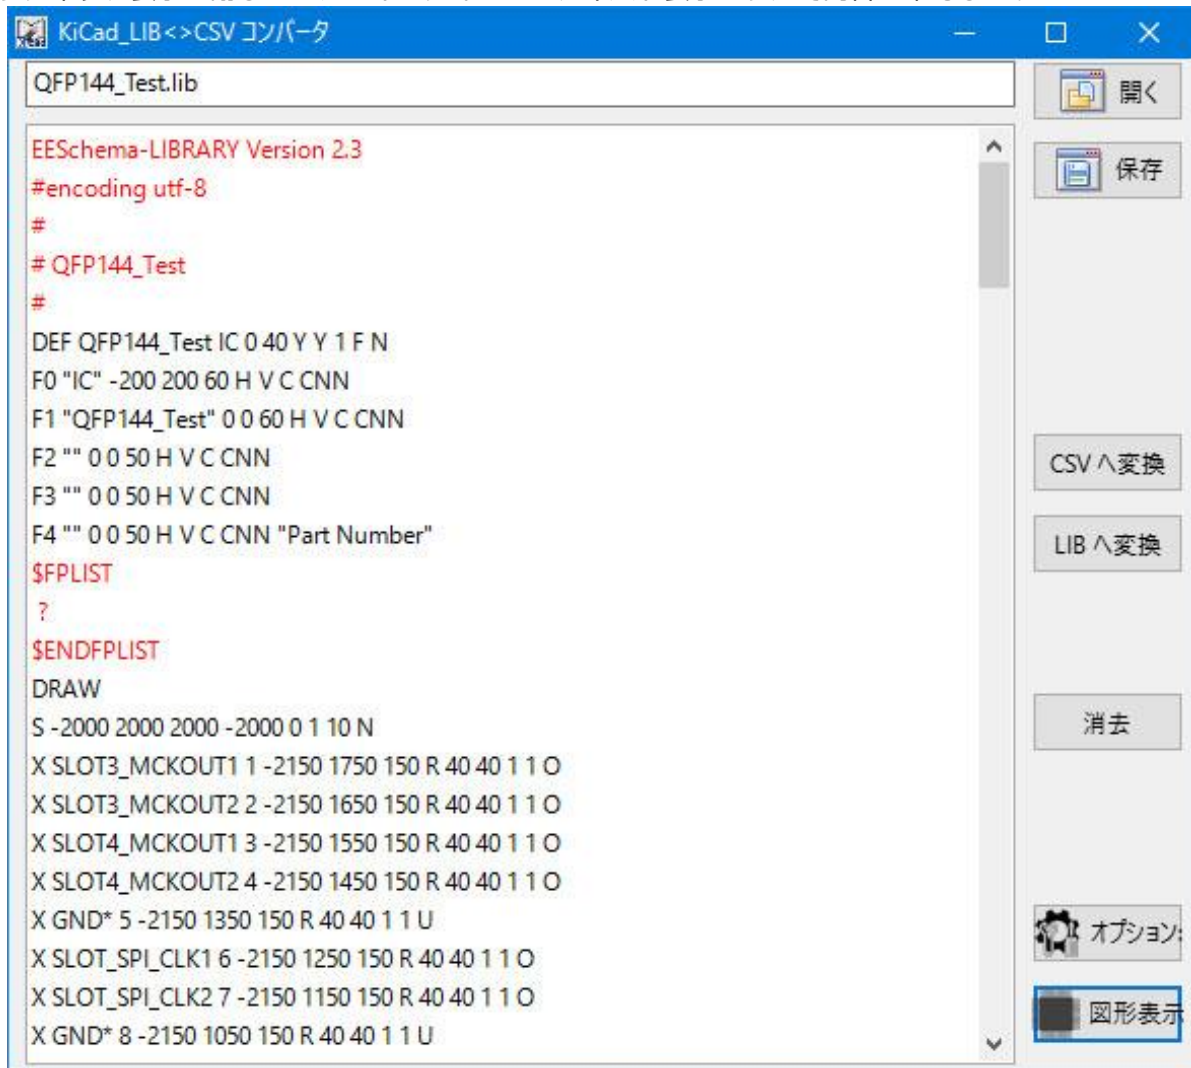 KiCad_LIB<>CSV コンバータ
QFP144_Test.lib
開く
EESchema-LIBRARY Version 2.3
#encoding utf-8
#
# QFP144_Test
#
DEF QFP144_Test IC 0 40 Y Y 1 F N
F0 "IC" -200 200 60 H V C CNN
F1 "QFP144_Test" 0 0 60 H V C CNN
F2 "" 0 0 50 H V C CNN
F3 "" 0 0 50 H V C CNN
F4 "" 0 0 50 H V C CNN "Part Number"
$FPLIST
?
$ENDFPLIST
DRAW
S -2000 2000 2000 -2000 0 1 10 N
X SLOT3_MCKOUT1 1 -2150 1750 150 R 40 40 1 1 O
X SLOT3_MCKOUT2 2 -2150 1650 150 R 40 40 1 1 O
X SLOT4_MCKOUT1 3 -2150 1550 150 R 40 40 1 1 O
X SLOT4_MCKOUT2 4 -2150 1450 150 R 40 40 1 1 O
X GND* 5 -2150 1350 150 R 40 40 1 1 U
X SLOT_SPI_CLK1 6 -2150 1250 150 R 40 40 1 1 O
X SLOT_SPI_CLK2 7 -2150 1150 150 R 40 40 1 1 O
X GND* 8 -2150 1050 150 R 40 40 1 1 U
保存
CSV へ変換
LIB へ変換
消去
オプション
図形表示